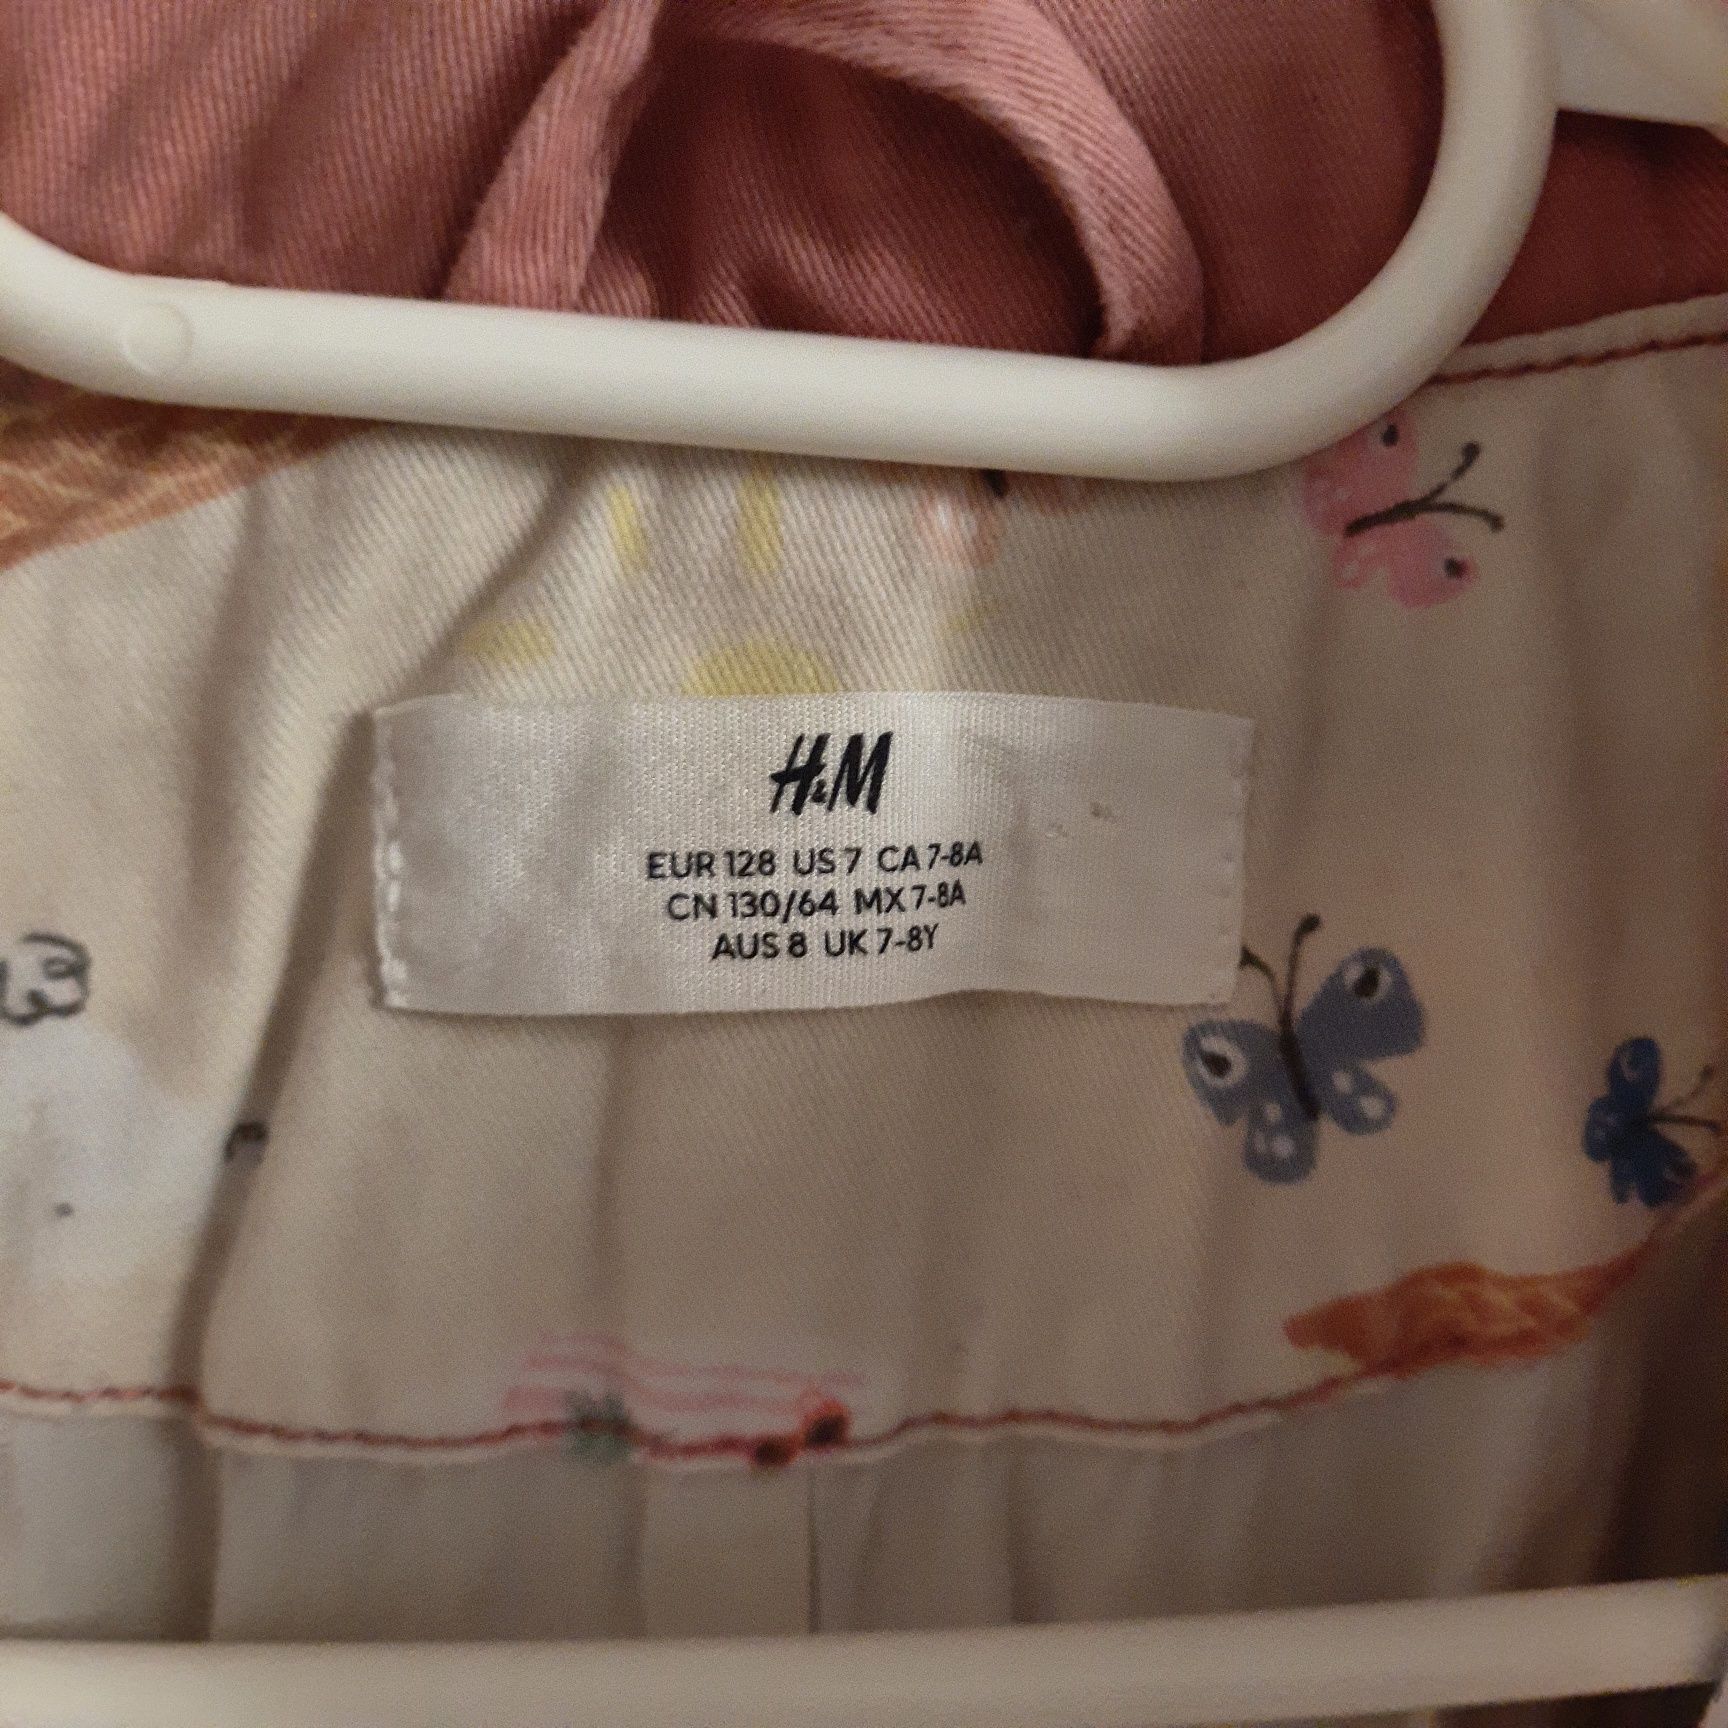 H&M
EUR 128 US 7 CA 7-8A
CN 130/64 MX 7-8A
AUS 8 UK 7-8Y